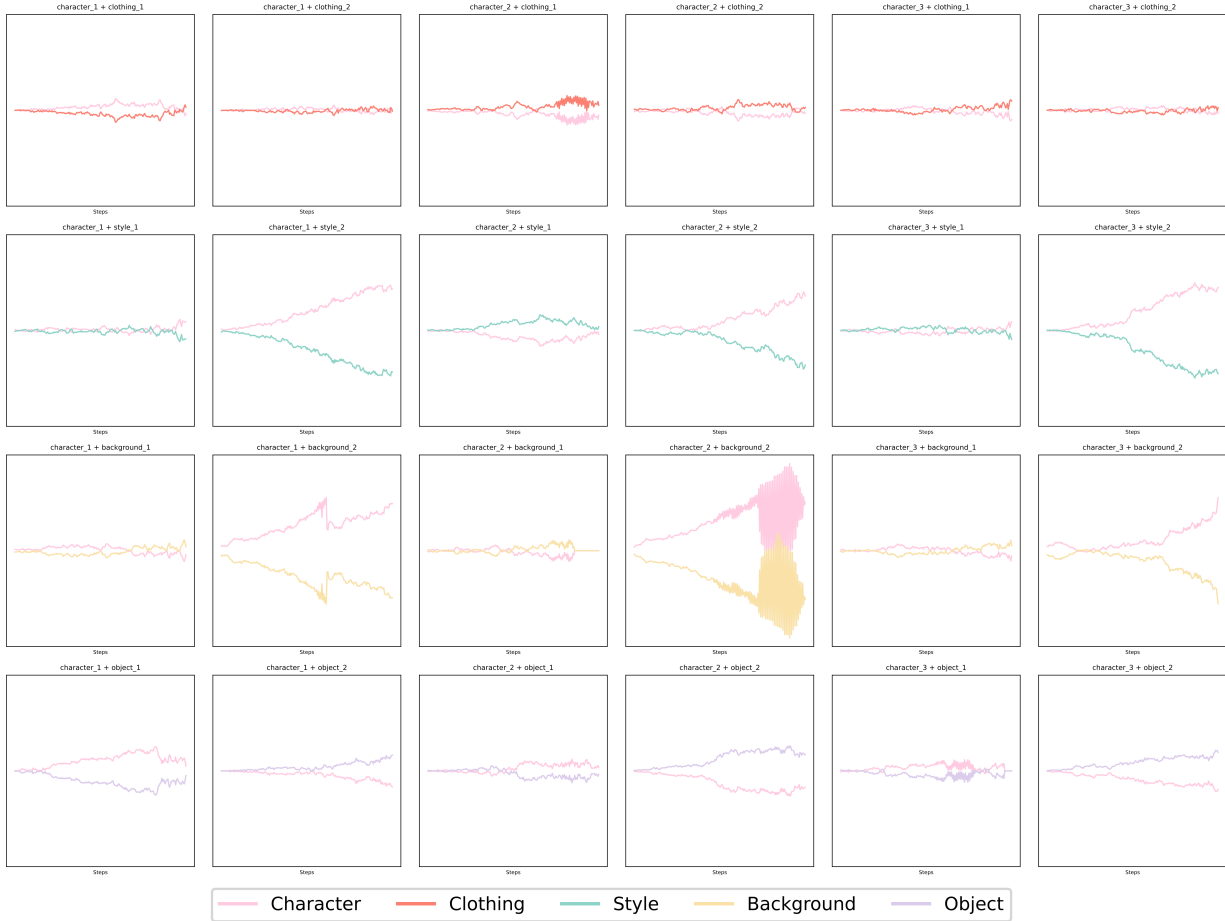 character_1 + clothing_1
character_1 + clothing_2
character_2 + clothing_1
character_2 + clothing_2
character_3 + clothing_1
character_3 + clothing_2
Steps
Steps
Steps
Steps
Steps
Steps
character_1 + style_1
character_1 + style_2
character_2 + style_1
character_2 + style_2
character_3 + style_1
character_3 + style_2
Steps
Steps
Steps
Steps
Steps
Steps
character_1 + background_1
character_1 + background_2
character_2 + background_1
character_2 + background_2
character_3 + background_1
character_3 + background_2
Steps
Steps
Steps
Steps
Steps
Steps
character_1 + object_1
character_1 + object_2
character_2 + object_1
character_2 + object_2
character_3 + object_1
character_3 + object_2
Steps
Steps
Steps
Steps
Steps
Steps
Character
Clothing
Style
Background
Object